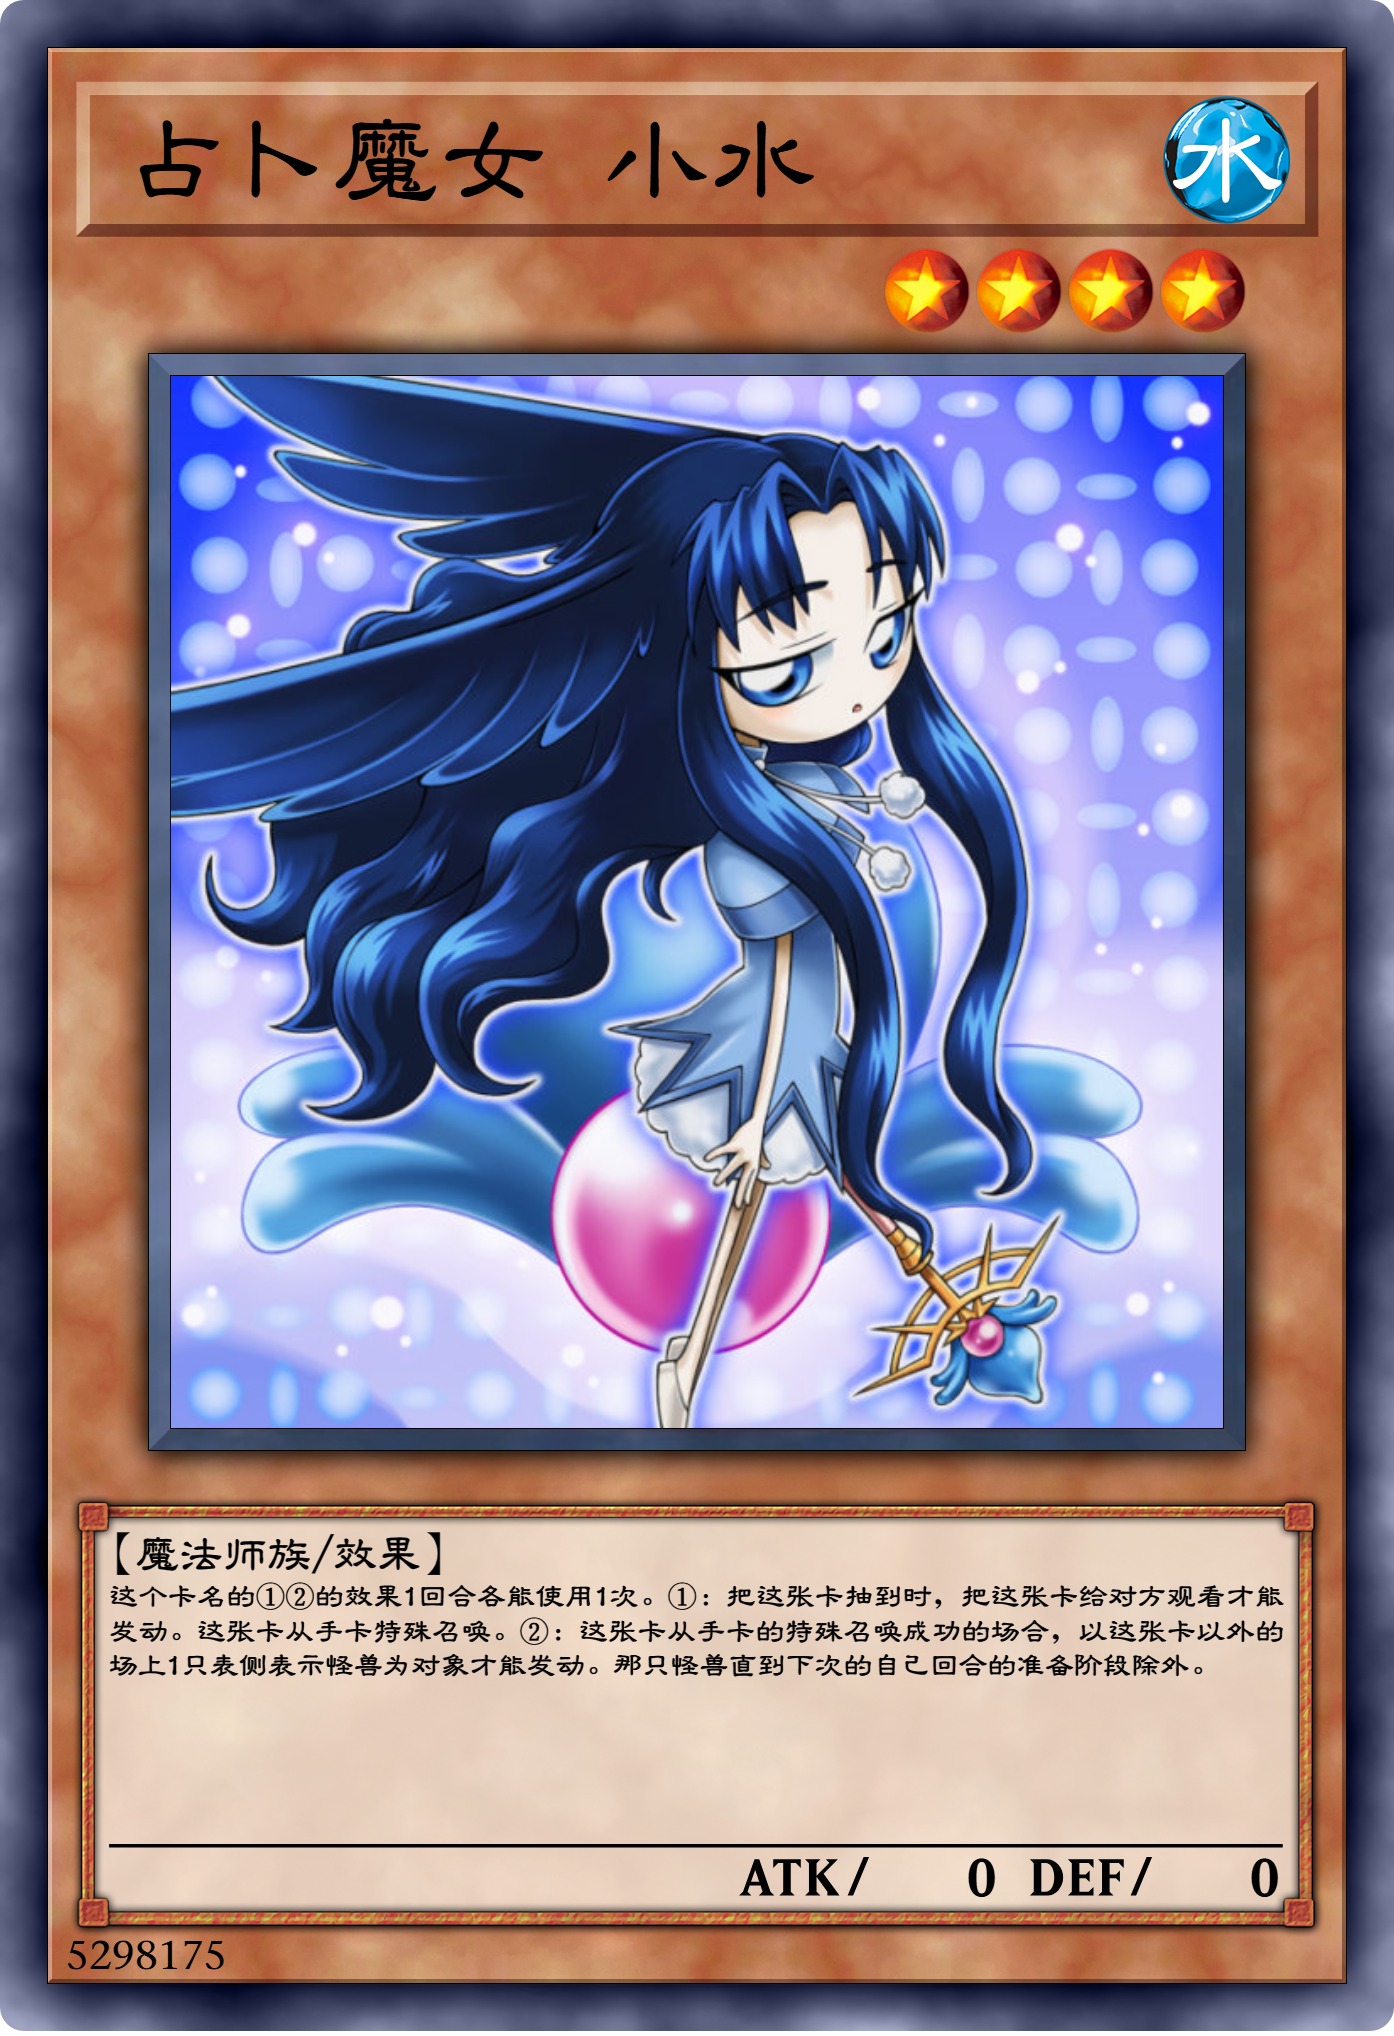 占卜魔女 小水
水
【魔法师族/效果】
这个卡名的①②的效果1回合各能使用1次。①：把这张卡抽到时，把这张卡给对方观看才能
发动。这张卡从手卡特殊召唤。②：这张卡从手卡的特殊召唤成功的场合，以这张卡以外的
场上1只表侧表示怪兽为对象才能发动。那只怪兽直到下次的自己回合的准备阶段除外。
ATK/ 0 DEF/ 0
5298175